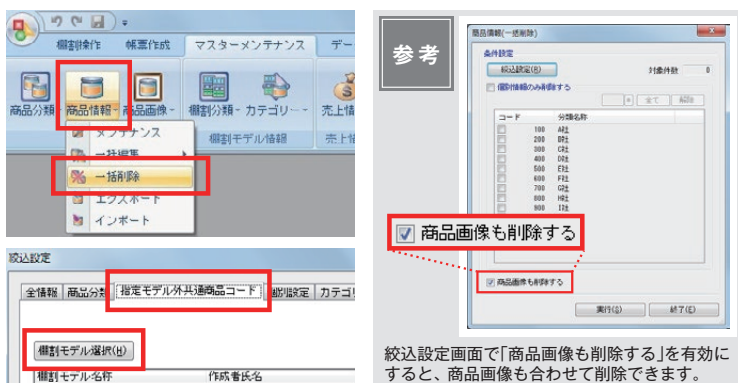 棚割操作 帳票作成 マスターメンテナンス デー
商品分類 商品情報 商品画像 棚割分類 カテゴリー 売上情
メンテナンス
棚割モデル情報 売上情
一括編集
一括削除
エクスポート
インポート
絞込設定
全情報 商品分類 指定モデル外共通商品コード 個別設定 カテゴリ
棚割モデル選択(H)
棚割モデル名称 作成者氏名
参考
商品情報(一括削除)
条件設定
絞込設定(B) 対象件数 0
個別情報のみ削除する
全て 解除
コード 分類名称
100 A社
200 B社
300 C社
400 D社
500 E社
600 F社
700 G社
800 H社
900 I社
商品画像も削除する
商品画像も削除する
実行(G) 終了(E)
絞込設定画面で「商品画像も削除する」を有効に
すると、商品画像も合わせて削除できます。